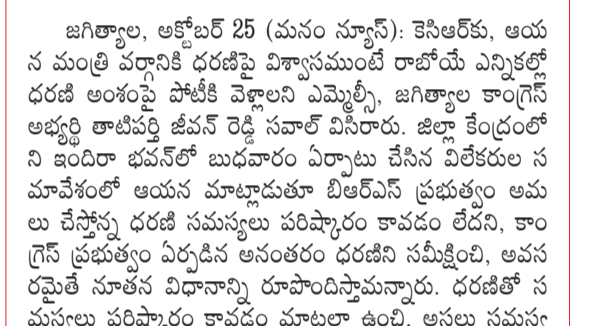 జగిత్యాల, అక్టోబర్ 25 (మనం న్యూస్): కెసిఆర్‌కు, ఆయ
న మంత్రి వర్గానికి ధరణిపై విశ్వాసముంటే రాబోయే ఎన్నికల్లో
ధరణి అంశంపై పోటీకి వెళ్లాలని ఎమ్మెల్సీ, జగిత్యాల కాంగ్రెస్
అభ్యర్థి తాటిపర్తి జీవన్ రెడ్డి సవాల్ విసిరారు. జిల్లా కేంద్రంలో
ని ఇందిరా భవన్‌లో బుధవారం ఏర్పాటు చేసిన విలేకరుల స
మావేశంలో ఆయన మాట్లాడుతూ బిఆర్ఎస్ ప్రభుత్వం అమ
లు చేస్తోన్న ధరణి సమస్యలు పరిష్కారం కావడం లేదని, కాం
గ్రెస్ ప్రభుత్వం ఏర్పడిన అనంతరం ధరణిని సమీక్షించి, అవస
రమైతే నూతన విధానాన్ని రూపొందిస్తామన్నారు. ధరణితో స
మస్యలు పరిష్కారం కావడం మాటలా ఉంచి, అసలు సమస్య